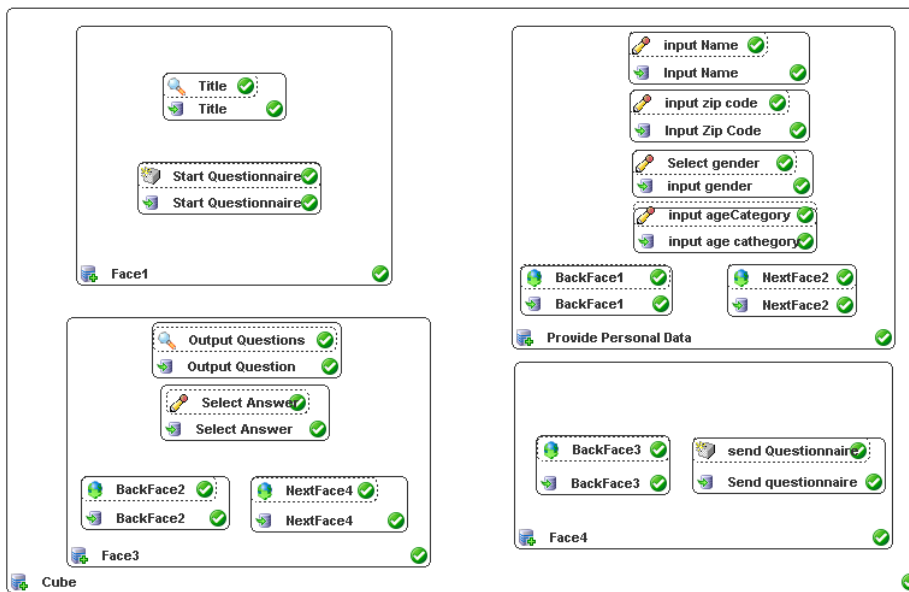 Title
Title
Start Questionnaire
Start Questionnaire
Face1
input Name
Input Name
input zip code
Input Zip Code
Select gender
input gender
input ageCategory
input age cathegory
BackFace1
BackFace1
NextFace2
NextFace2
Provide Personal Data
Output Questions
Output Question
Select Answer
Select Answer
BackFace2
BackFace2
NextFace4
NextFace4
Face3
BackFace3
BackFace3
send Questionnaire
Send questionnaire
Face4
Cube